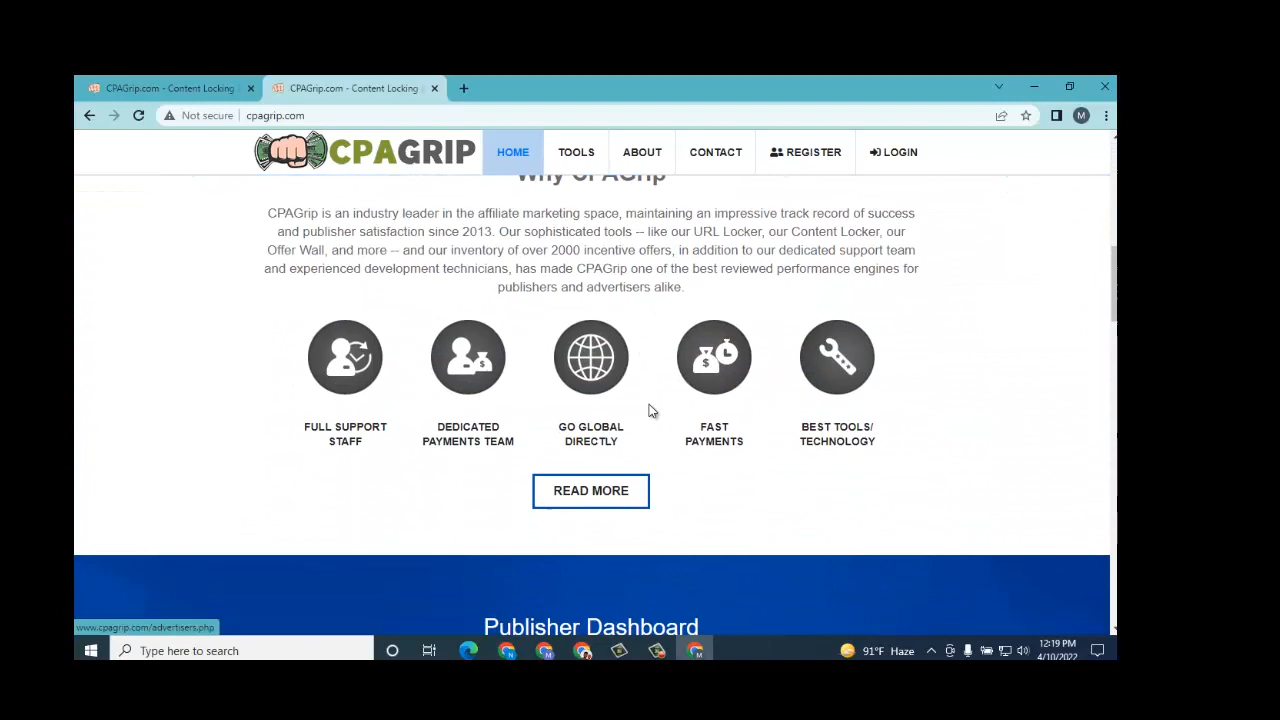 CPAGrip.com - Content Locking
CPAGrip.com - Content Locking
Not secure
cpagrip.com
M
CPAGRIP
HOME
TOOLS
ABOUT
CONTACT
REGISTER
LOGIN
Why CPAGrip
CPAGrip is an industry leader in the affiliate marketing space, maintaining an impressive track record of success
and publisher satisfaction since 2013. Our sophisticated tools -- like our URL Locker, our Content Locker, our
Offer Wall, and more -- and our inventory of over 2000 incentive offers, in addition to our dedicated support team
and experienced development technicians, has made CPAGrip one of the best reviewed performance engines for
publishers and advertisers alike.
FULL SUPPORT
STAFF
DEDICATED
PAYMENTS TEAM
GO GLOBAL
DIRECTLY
FAST
PAYMENTS
BEST TOOLS/
TECHNOLOGY
READ MORE
Publisher Dashboard
www.cpagrip.com/advertisers.php
Type here to search
91°F Haze
12:19 PM
4/10/2022